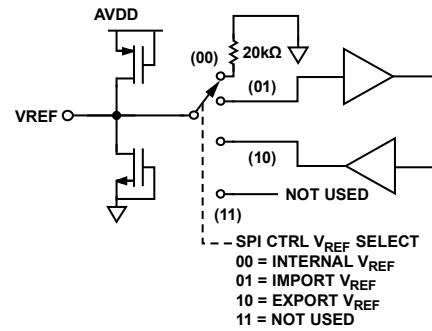 AVDD
20kΩ
(00)
(01)
VREF
(10)
NOT USED
(11)
SPI CTRL VREF SELECT
00 = INTERNAL VREF
01 = IMPORT VREF
10 = EXPORT VREF
11 = NOT USED